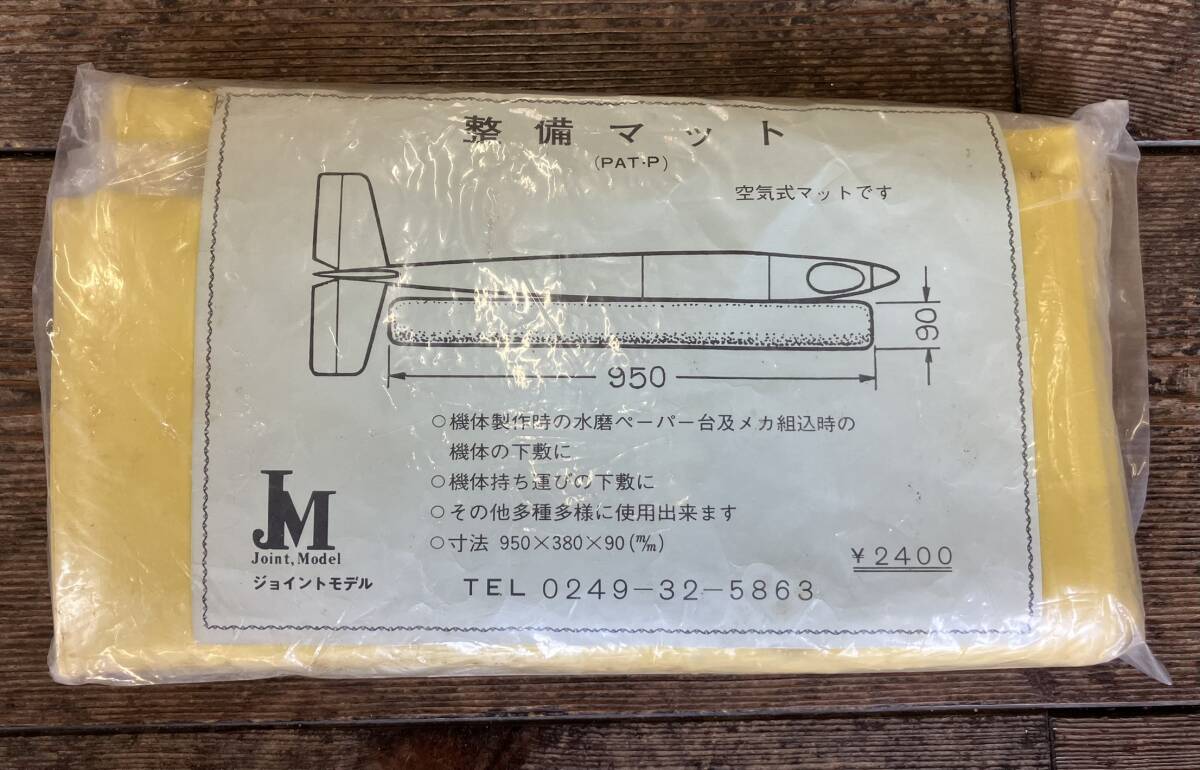 整備マット
(PAT・P)
空気式マットです
90
950
○機体製作時の水磨ペーパー台及メカ組込時の
機体の下敷に
○機体持ち運びの下敷に
○その他多種多様に使用出来ます
○寸法 950×380×90(㎜)
¥2400
JM
Joint,Model
ジョイントモデル
TEL 0249-32-5863